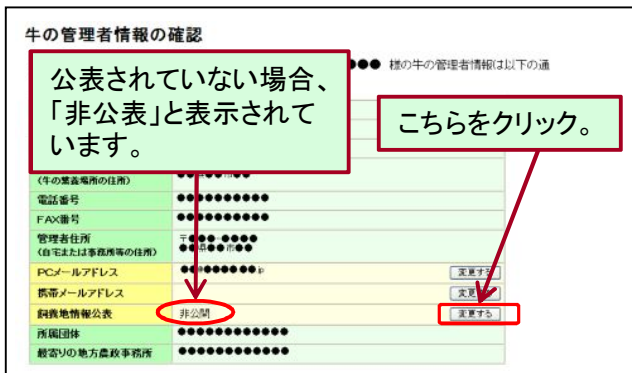 牛の管理者情報の確認
●● 様の牛の管理者情報は以下の通
公表されていない場合、
「非公表」と表示されて
います。
こちらをクリック。
(牛の繋養場所の住所)
電話番号 ●●●●●●●●●●
FAX番号 ●●●●●●●●●●
管理者住所
(自宅または事務所等の住所)
〒●●●-●●●●
●●県●●市●●
PCメールアドレス ●●@●●●●●●.jp 変更する
携帯メールアドレス
飼養地情報公表 非公開 変更する
所属団体 ●●●●●●●●●●●●
最寄りの地方農政事務所 ●●●●●●●●●●●●